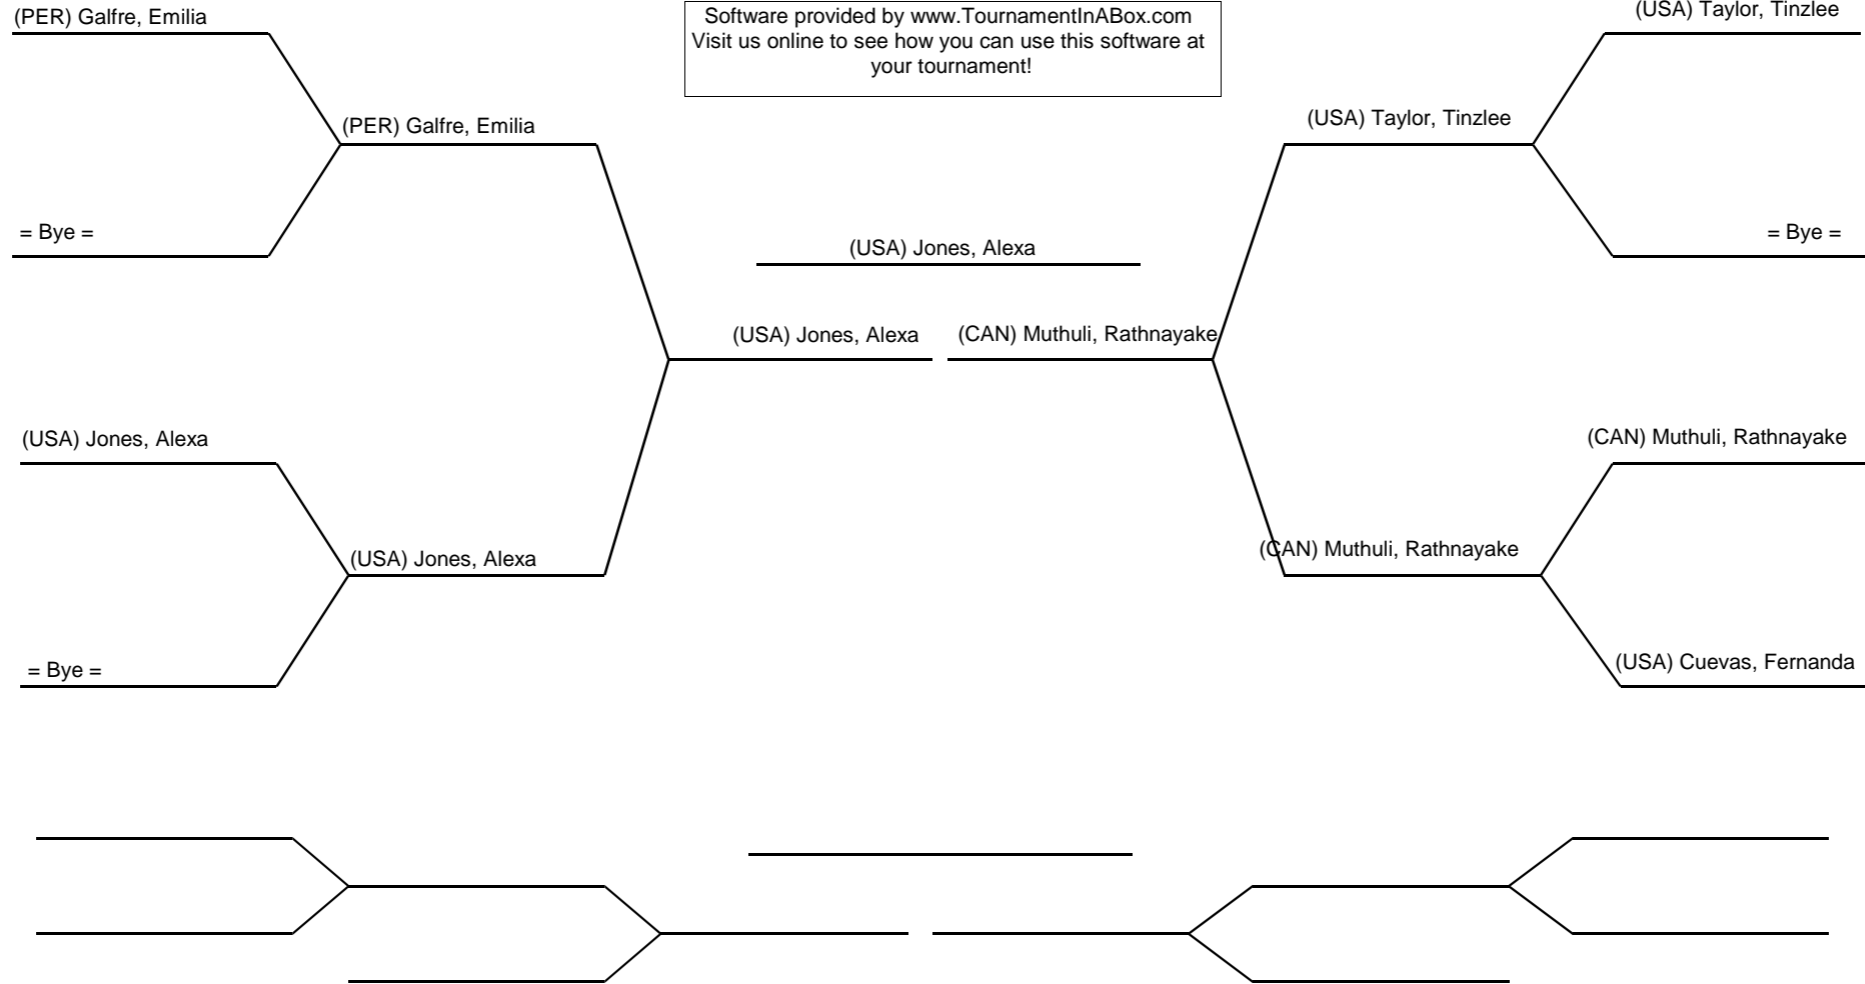 (PER) Galfre, Emilia
Software provided by www.TournamentInABox.com
Visit us online to see how you can use this software at
your tournament!
(USA) Taylor, Tinzlee
(PER) Galfre, Emilia
(USA) Taylor, Tinzlee
= Bye =
(USA) Jones, Alexa
= Bye =
(USA) Jones, Alexa
(CAN) Muthuli, Rathnayake
(USA) Jones, Alexa
(CAN) Muthuli, Rathnayake
(USA) Jones, Alexa
(CAN) Muthuli, Rathnayake
= Bye =
(USA) Cuevas, Fernanda